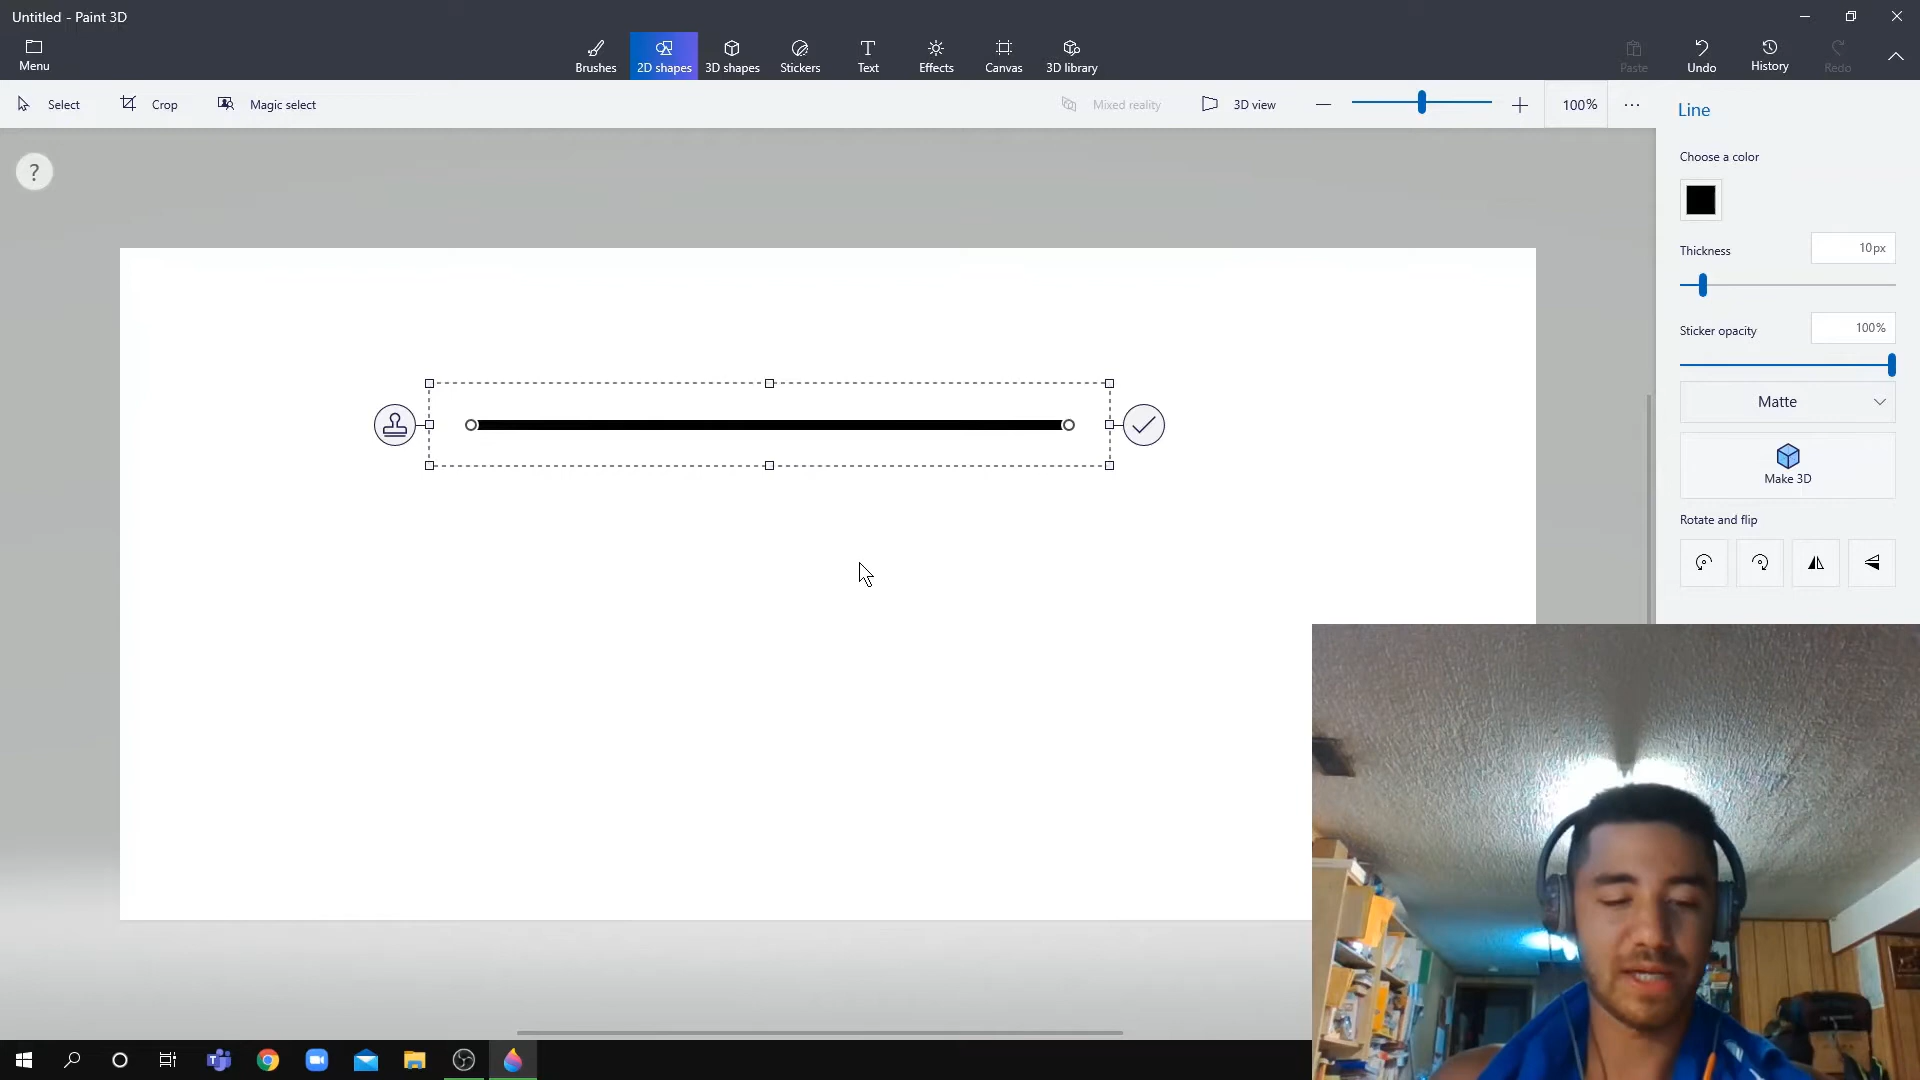 Untitled - Paint 3D
Menu
Brushes
2D shapes
3D shapes
Stickers
Text
Effects
Canvas
3D library
Paste
Undo
History
Redo
Select
Crop
Magic select
Mixed reality
3D view
100%
Line
Choose a color
Thickness
10px
Sticker opacity
100%
Matte
Make 3D
Rotate and flip